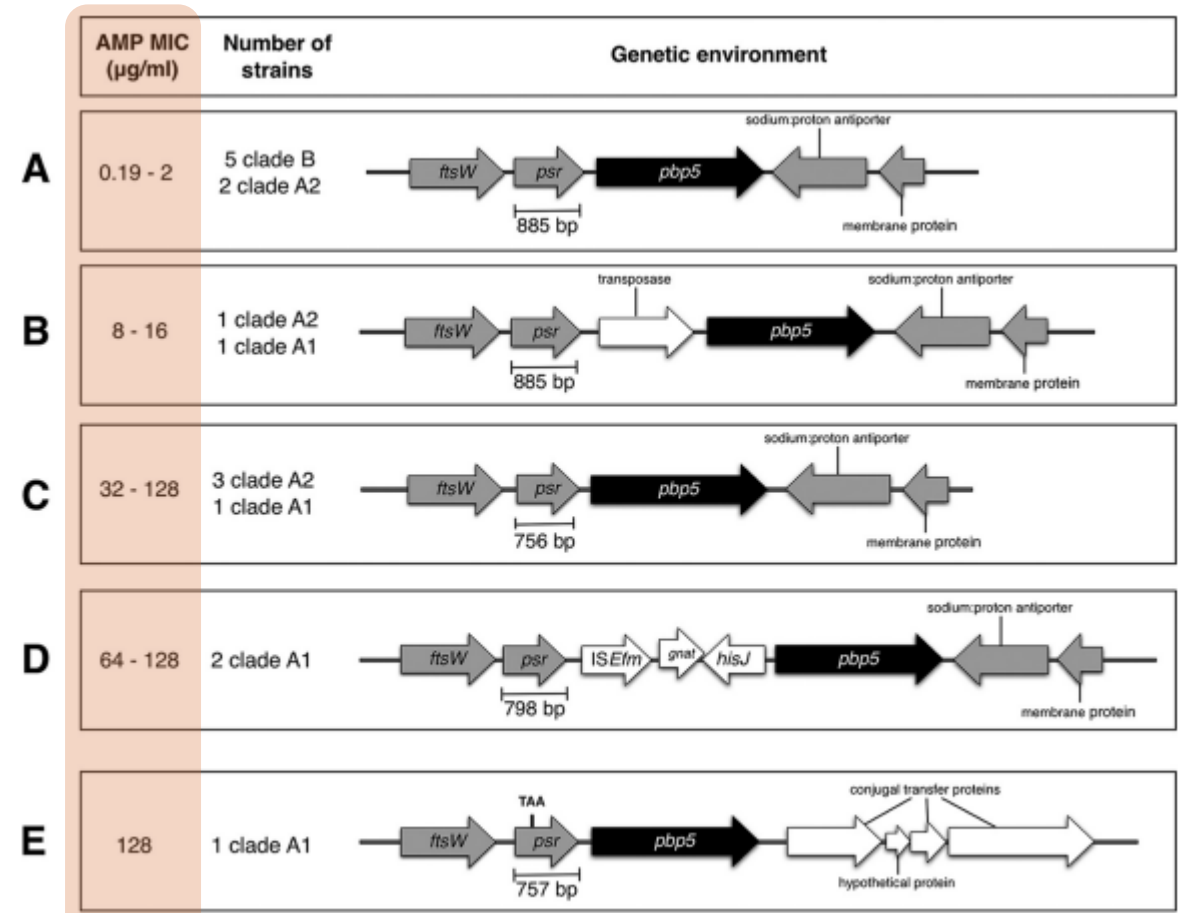 AMP MIC
(µg/ml)
Number of
strains
Genetic environment
A
0.19 - 2
5 clade B
2 clade A2
sodium:proton antiporter
ftsW
psr
pbp5
885 bp
membrane protein
B
8 - 16
1 clade A2
1 clade A1
transposase
sodium:proton antiporter
ftsW
psr
pbp5
885 bp
membrane protein
C
32 - 128
3 clade A2
1 clade A1
sodium:proton antiporter
ftsW
psr
pbp5
756 bp
membrane protein
D
64 - 128
2 clade A1
sodium:proton antiporter
ftsW
psr
ISEfm
gnat
hisJ
pbp5
798 bp
membrane protein
E
128
1 clade A1
TAA
conjugal transfer proteins
ftsW
psr
pbp5
757 bp
hypothetical protein